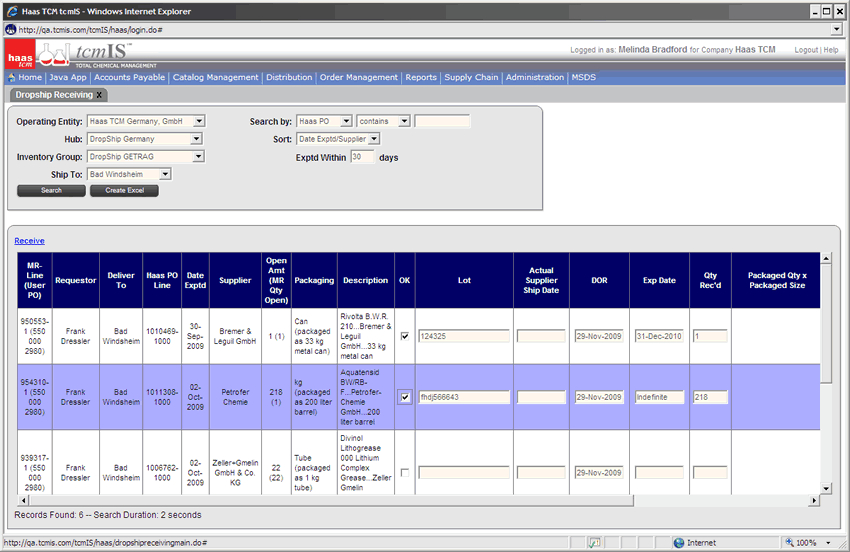 Haas TCM tcmIS - Windows Internet Explorer
http://qa.tcmis.com/tcmIS/haas/login.do#
haas tcm
tcmIS™
TOTAL CHEMICAL MANAGEMENT
Logged in as: Melinda Bradford for Company Haas TCM
Logout | Help
Home | Java App | Accounts Payable | Catalog Management | Distribution | Order Management | Reports | Supply Chain | Administration | MSDS
Dropship Receiving x
Operating Entity: Haas TCM Germany, GmbH Search by: Haas PO contains
Hub: DropShip Germany Sort: Date Exptd/Supplier
Inventory Group: DropShip GETRAG Exptd Within 30 days
Ship To: Bad Windsheim
Search Create Excel
Receive
MR-Line (User PO) Requestor Deliver To Haas PO Line Date Exptd Supplier Open Amt (MR Qty Open) Packaging Description OK Lot Actual Supplier Ship Date DOR Exp Date Qty Rec'd Packaged Qty x Packaged Size
950553-1 (550 000 2980) Frank Dressler Bad Windsheim 1010469-1000 30-Sep-2009 Bremer & Leguil GmbH 1 (1) Can (packaged as 33 kg metal can) Rivolta B.W.R. 210...Bremer & Leguil GmbH...33 kg metal can 124325 29-Nov-2009 31-Dec-2010 1
954310-1 (550 000 2980) Frank Dressler Bad Windsheim 1011308-1000 02-Oct-2009 Petrofer Chemie 218 (1) kg (packaged as 200 liter barrel) Aquatensid BW/RB-F...Petrofer-Chemie GmbH...200 liter barrel fhdj566643 29-Nov-2009 Indefinite 218
939317-1 (550 000 2980) Frank Dressler Bad Windsheim 1006762-1000 02-Oct-2009 Zeller+Gmelin GmbH & Co. KG 22 (22) Tube (packaged as 1 kg tube) Divinol Lithogrease 000 Lithium Complex Grease...Zeller Gmelin 29-Nov-2009
Records Found: 6 -- Search Duration: 2 seconds
http://qa.tcmis.com/tcmIS/haas/dropshipreceivingmain.do#
Internet
100%